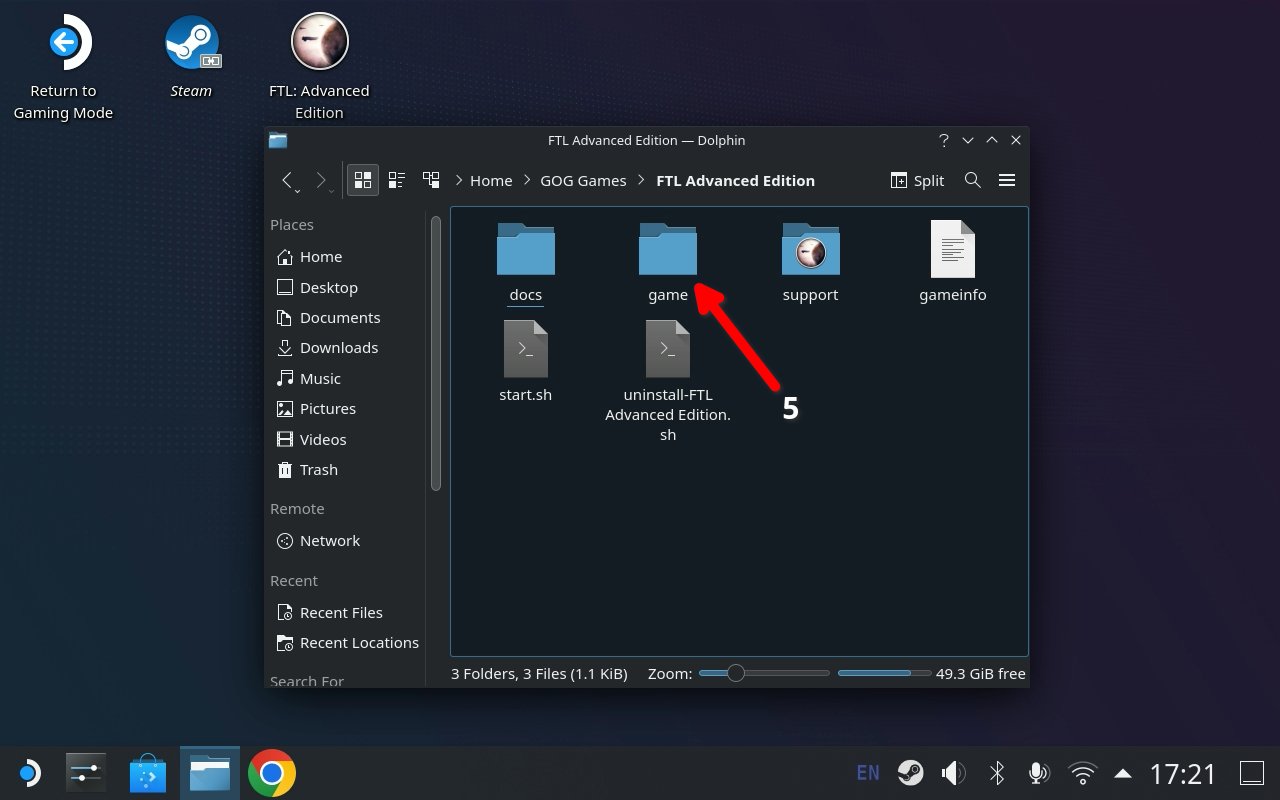 Return to
Gaming Mode
Steam
FTL: Advanced
Edition
FTL Advanced Edition — Dolphin
Home
GOG Games
FTL Advanced Edition
Split
Places
Home
Desktop
Documents
Downloads
Music
Pictures
Videos
Trash
Remote
Network
Recent
Recent Files
Recent Locations
Search For
docs
game
support
gameinfo
start.sh
uninstall-FTL
Advanced Edition.
sh
5
3 Folders, 3 Files (1.1 KiB)
Zoom:
49.3 GiB free
EN
17:21